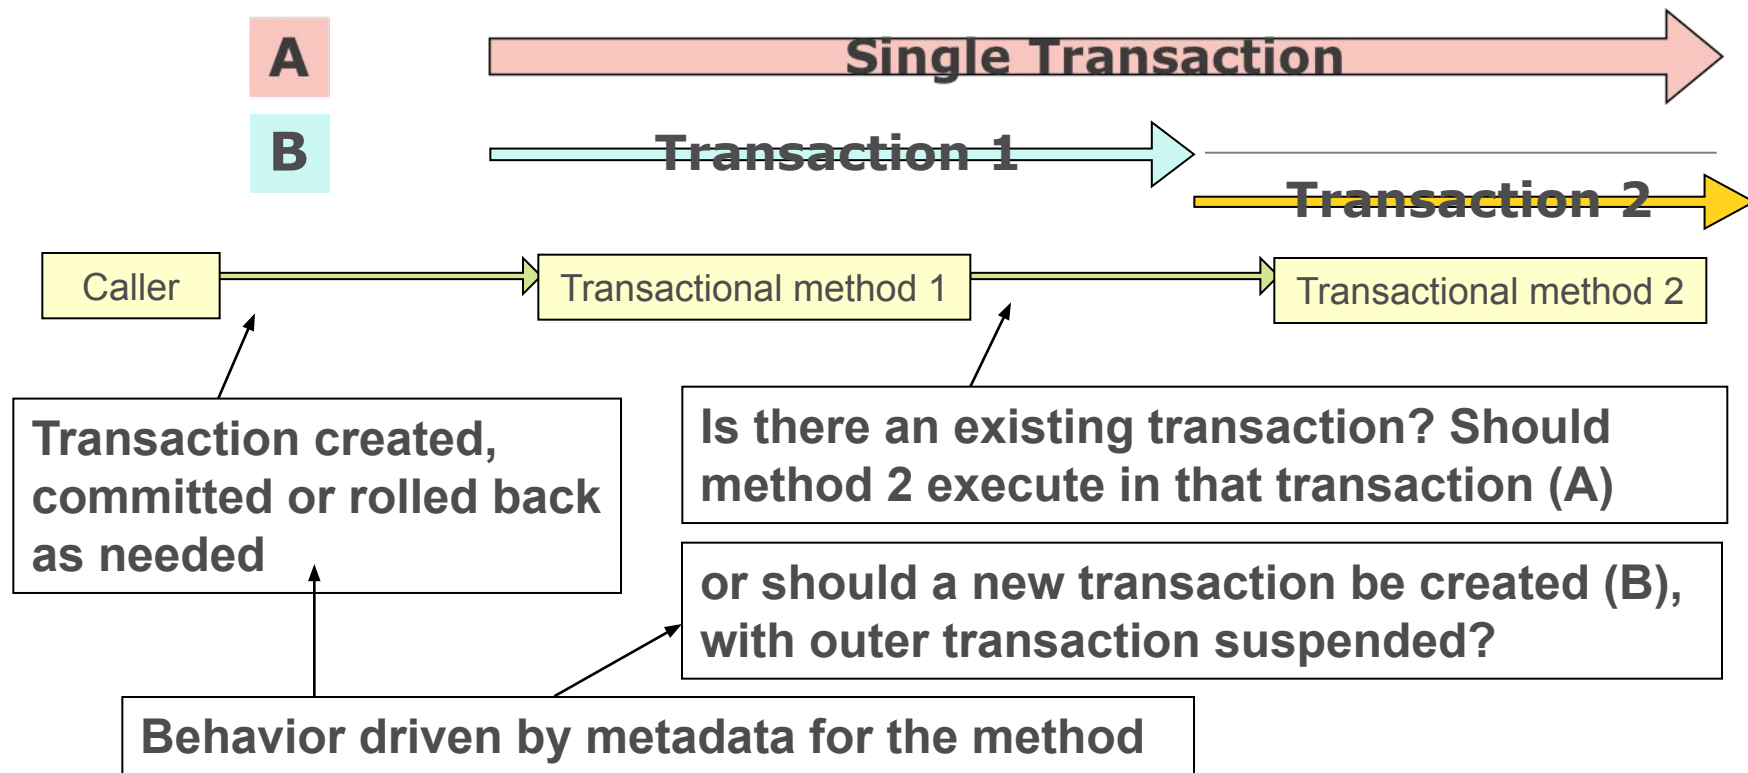 A
Single Transaction
B
Transaction 1
Transaction 2
Caller
Transactional method 1
Transactional method 2
Transaction created,
committed or rolled back
as needed
Is there an existing transaction? Should
method 2 execute in that transaction (A)
or should a new transaction be created (B),
with outer transaction suspended?
Behavior driven by metadata for the method